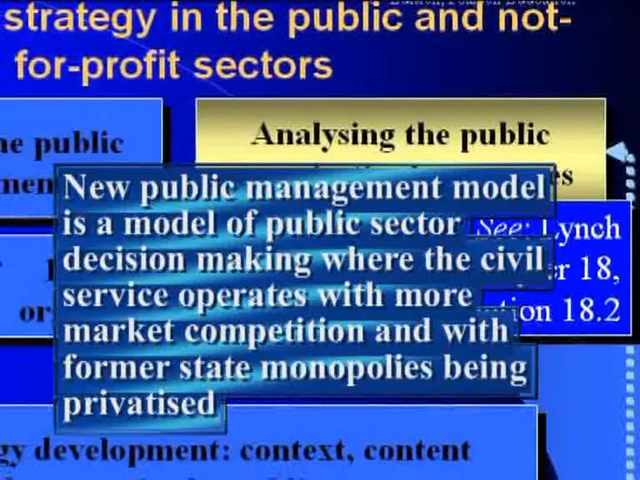 strategy in the public and not-
for-profit sectors
public
Analysing the public
New public management model
is a model of public sector
decision making where the civil
service operates with more
market competition and with
former state monopolies being
privatised
See: Lynch
18,
18.2
development: context, content